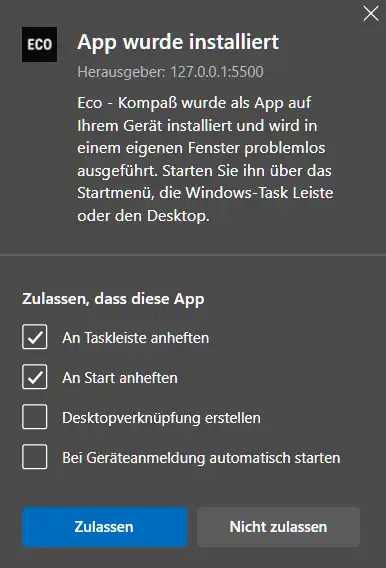 ECO
App wurde installiert
Herausgeber: 127.0.0.1:5500
Eco - Kompaß wurde als App auf
Ihrem Gerät installiert und wird in
einem eigenen Fenster problemlos
ausgeführt. Starten Sie ihn über das
Startmenü, die Windows-Task Leiste
oder den Desktop.
Zulassen, dass diese App
An Taskleiste anheften
An Start anheften
Desktopverknüpfung erstellen
Bei Geräteanmeldung automatisch starten
Zulassen
Nicht zulassen